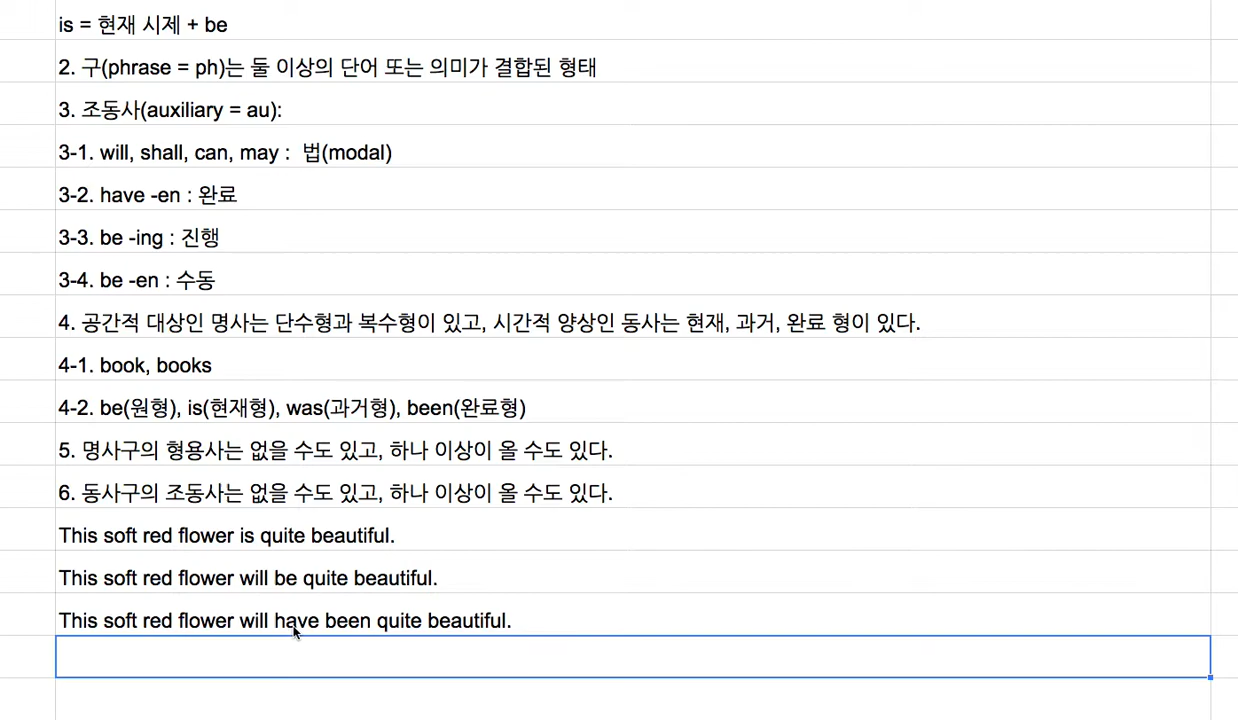 is = 현재 시제 + be
2. 구(phrase = ph)는 둘 이상의 단어 또는 의미가 결합된 형태
3. 조동사(auxiliary = au):
3-1. will, shall, can, may :  법(modal)
3-2. have -en : 완료
3-3. be -ing : 진행
3-4. be -en : 수동
4. 공간적 대상인 명사는 단수형과 복수형이 있고, 시간적 양상인 동사는 현재, 과거, 완료 형이 있다.
4-1. book, books
4-2. be(원형), is(현재형), was(과거형), been(완료형)
5. 명사구의 형용사는 없을 수도 있고, 하나 이상이 올 수도 있다.
6. 동사구의 조동사는 없을 수도 있고, 하나 이상이 올 수도 있다.
This soft red flower is quite beautiful.
This soft red flower will be quite beautiful.
This soft red flower will have been quite beautiful.